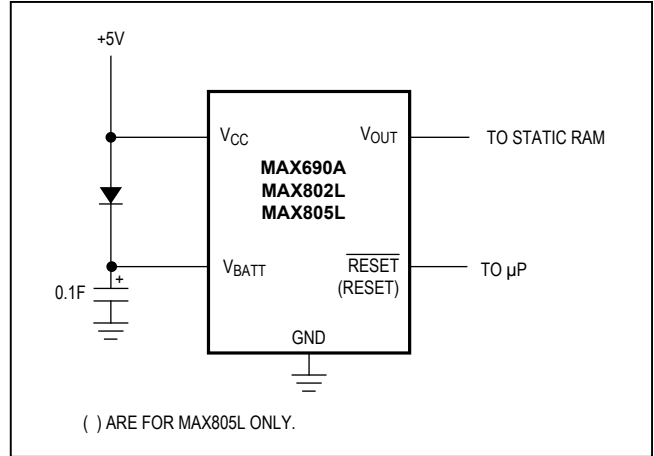 +5V
VCC
VOUT
TO STATIC RAM
MAX690A
MAX802L
MAX805L
VBATT
RESET
(RESET)
TO µP
0.1F
+
GND
( ) ARE FOR MAX805L ONLY.